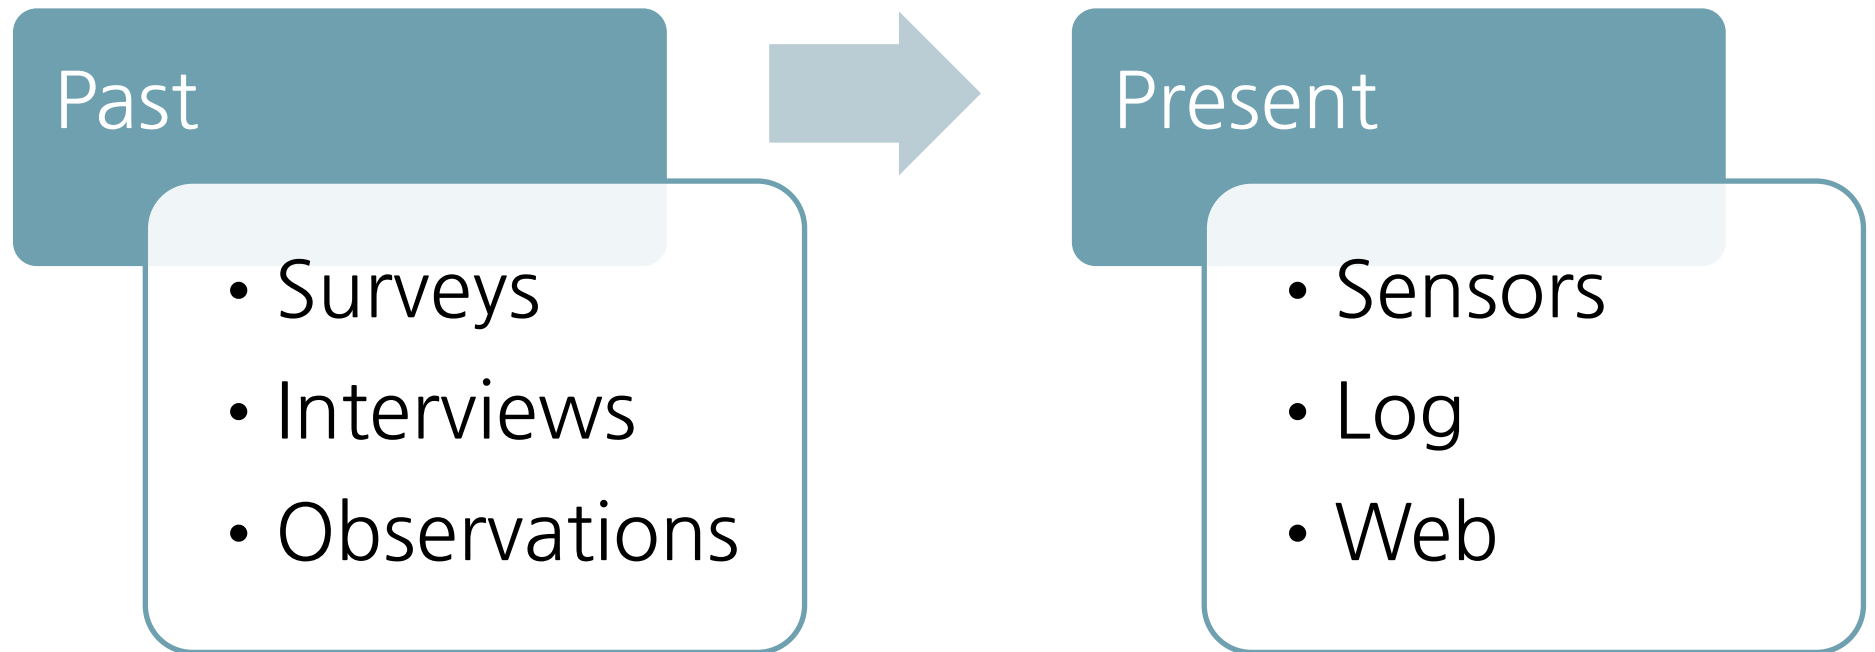 Past
• Surveys
• Interviews
• Observations
Present
• Sensors
• Log
• Web